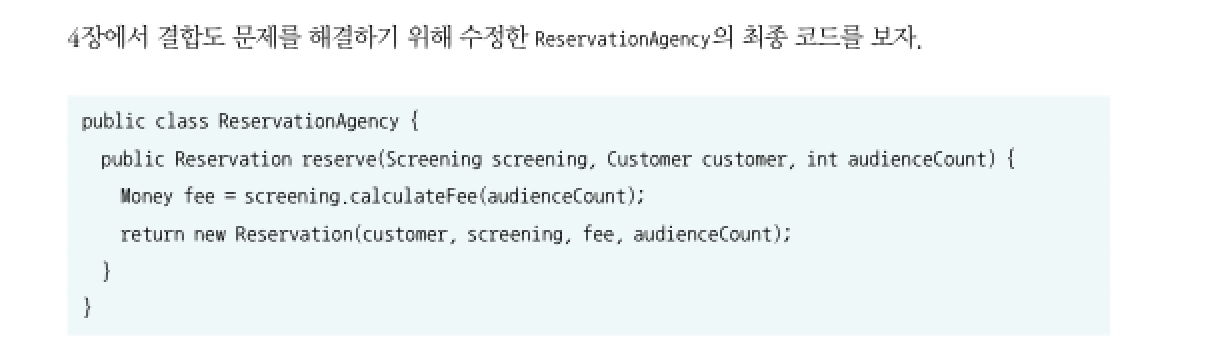 4장에서 결합도 문제를 해결하기 위해 수정한 ReservationAgency의 최종 코드를 보자.
public class ReservationAgency {
  public Reservation reserve(Screening screening, Customer customer, int audienceCount) {
    Money fee = screening.calculateFee(audienceCount);
    return new Reservation(customer, screening, fee, audienceCount);
  }
}